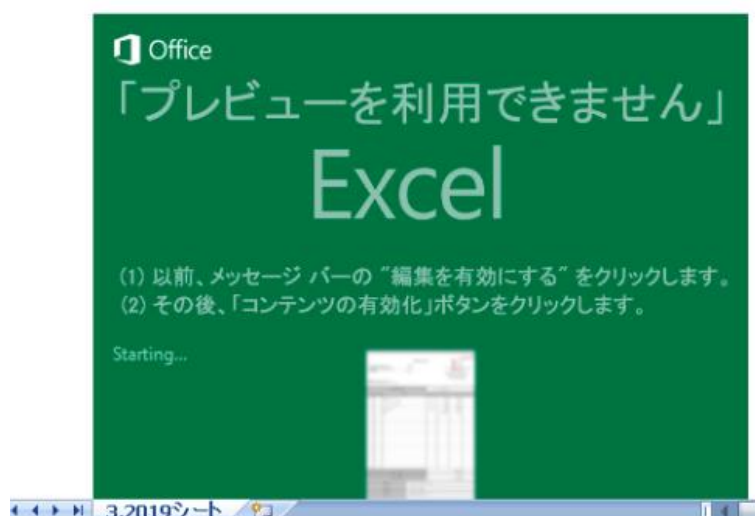 Office
「プレビューを利用できません」
Excel
(1) 以前、メッセージ バーの "編集を有効にする" をクリックします。
(2) その後、「コンテンツの有効化」ボタンをクリックします。
Starting...
3.2019シート